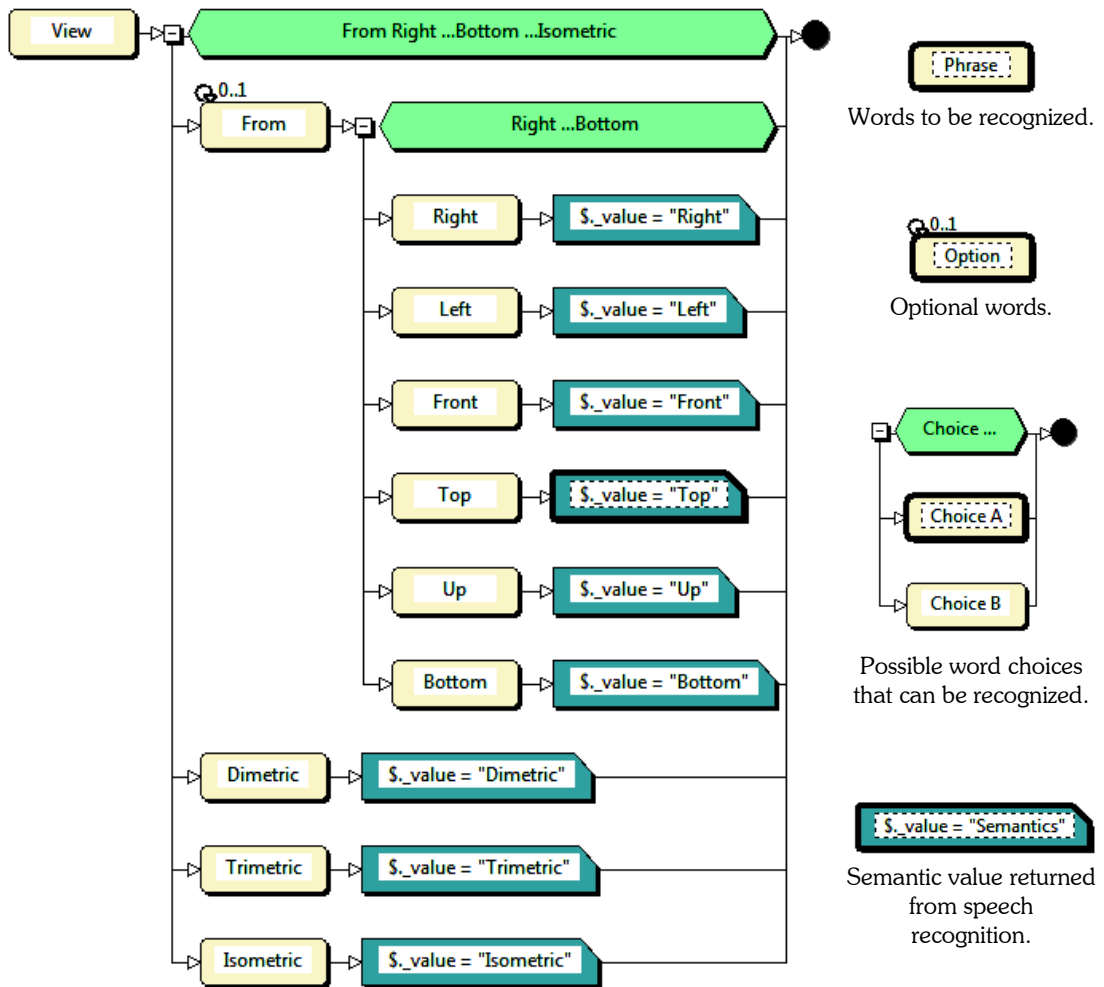 View
From Right ...Bottom ...Isometric
0..1
From
Right ...Bottom
Right
$._value = "Right"
Left
$._value = "Left"
Front
$._value = "Front"
Top
$._value = "Top"
Up
$._value = "Up"
Bottom
$._value = "Bottom"
Dimetric
$._value = "Dimetric"
Trimetric
$._value = "Trimetric"
Isometric
$._value = "Isometric"
Phrase
Words to be recognized.
0..1
Option
Optional words.
Choice ...
Choice A
Choice B
Possible word choices
that can be recognized.
$._value = "Semantics"
Semantic value returned
from speech
recognition.